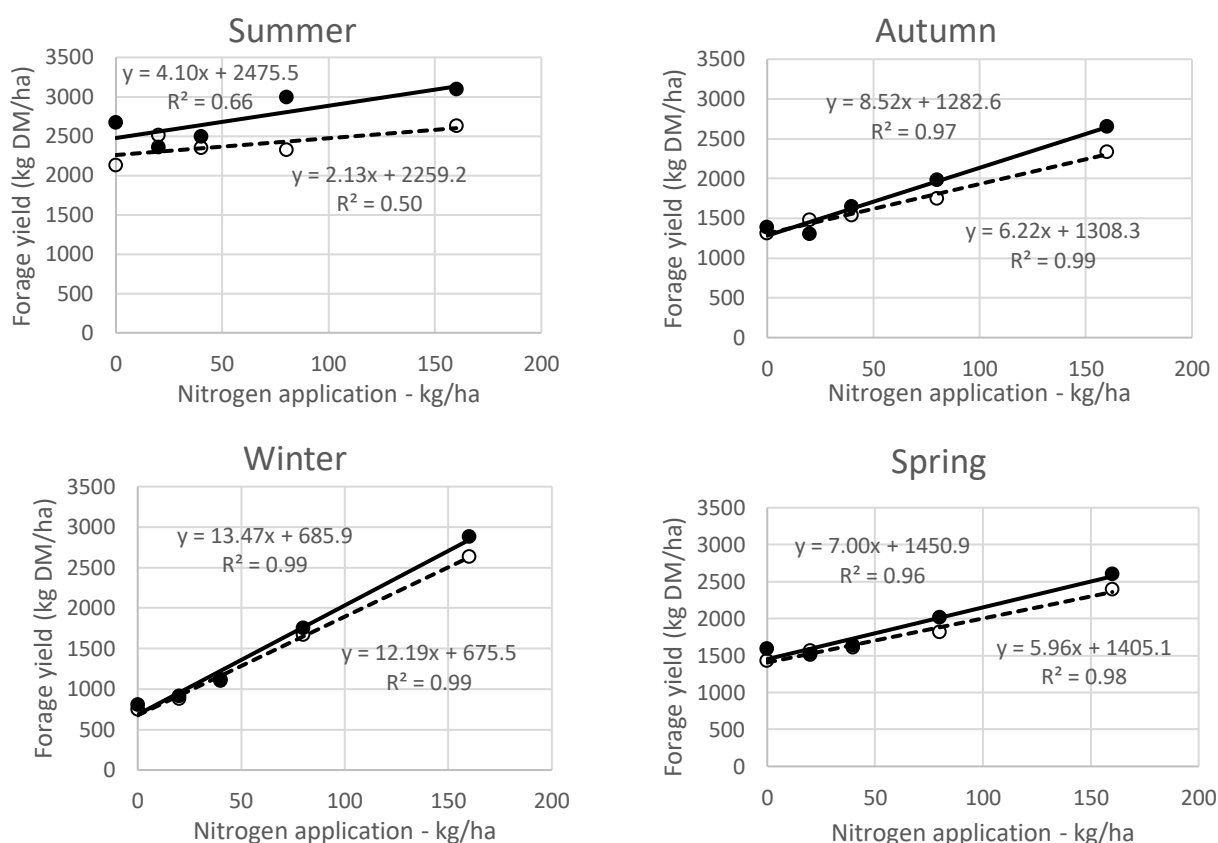 Summer
Forage yield (kg DM/ha)
3500
3000
2500
2000
1500
1000
500
0
y = 4.10x + 2475.5
R² = 0.66
y = 2.13x + 2259.2
R² = 0.50
0 50 100 150 200
Nitrogen application - kg/ha
Autumn
Forage yield (kg DM/ha)
3500
3000
2500
2000
1500
1000
500
0
y = 8.52x + 1282.6
R² = 0.97
y = 6.22x + 1308.3
R² = 0.99
0 50 100 150 200
Nitrogen application - kg/ha
Winter
Forage yield (kg DM/ha)
3500
3000
2500
2000
1500
1000
500
0
y = 13.47x + 685.9
R² = 0.99
y = 12.19x + 675.5
R² = 0.99
0 50 100 150 200
Nitrogen application - kg/ha
Spring
Forage yield (kg DM/ha)
3500
3000
2500
2000
1500
1000
500
0
y = 7.00x + 1450.9
R² = 0.96
y = 5.96x + 1405.1
R² = 0.98
0 50 100 150 200
Nitrogen application - kg/ha